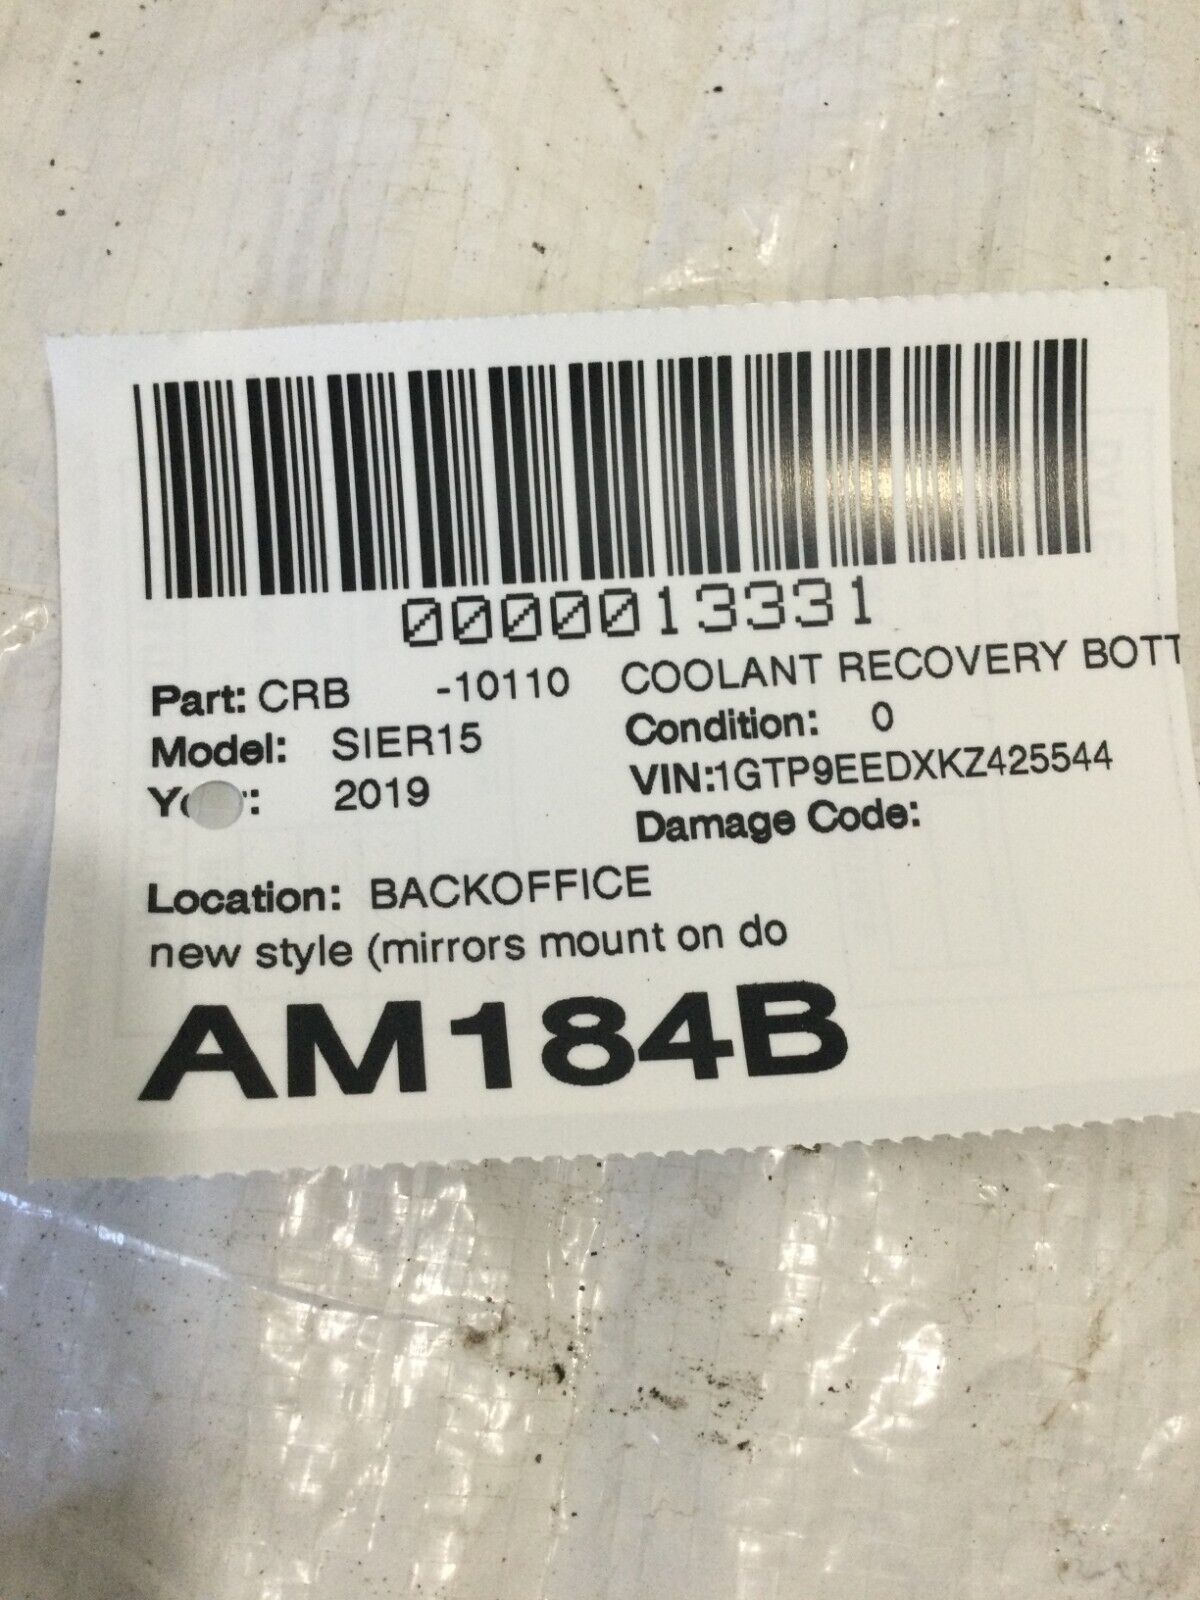 0000013331
Part: CRB -10110 COOLANT RECOVERY BOTT
Model: SIER15 Condition: 0
2019 VIN:1GTP9EEDXKZ425544
Damage Code:
Location: BACKOFFICE
new style (mirrors mount on do
AM184B